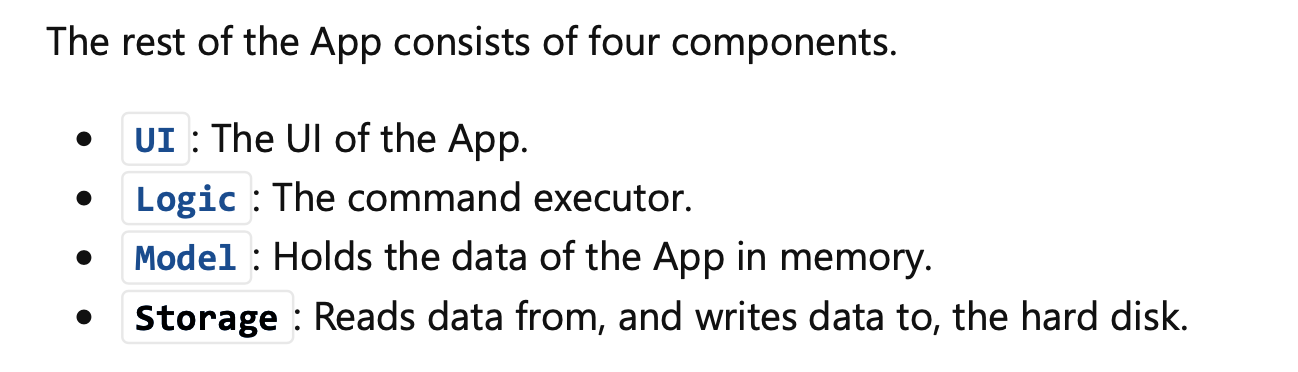 The rest of the App consists of four components.
• UI: The UI of the App.
• Logic: The command executor.
• Model: Holds the data of the App in memory.
• Storage: Reads data from, and writes data to, the hard disk.